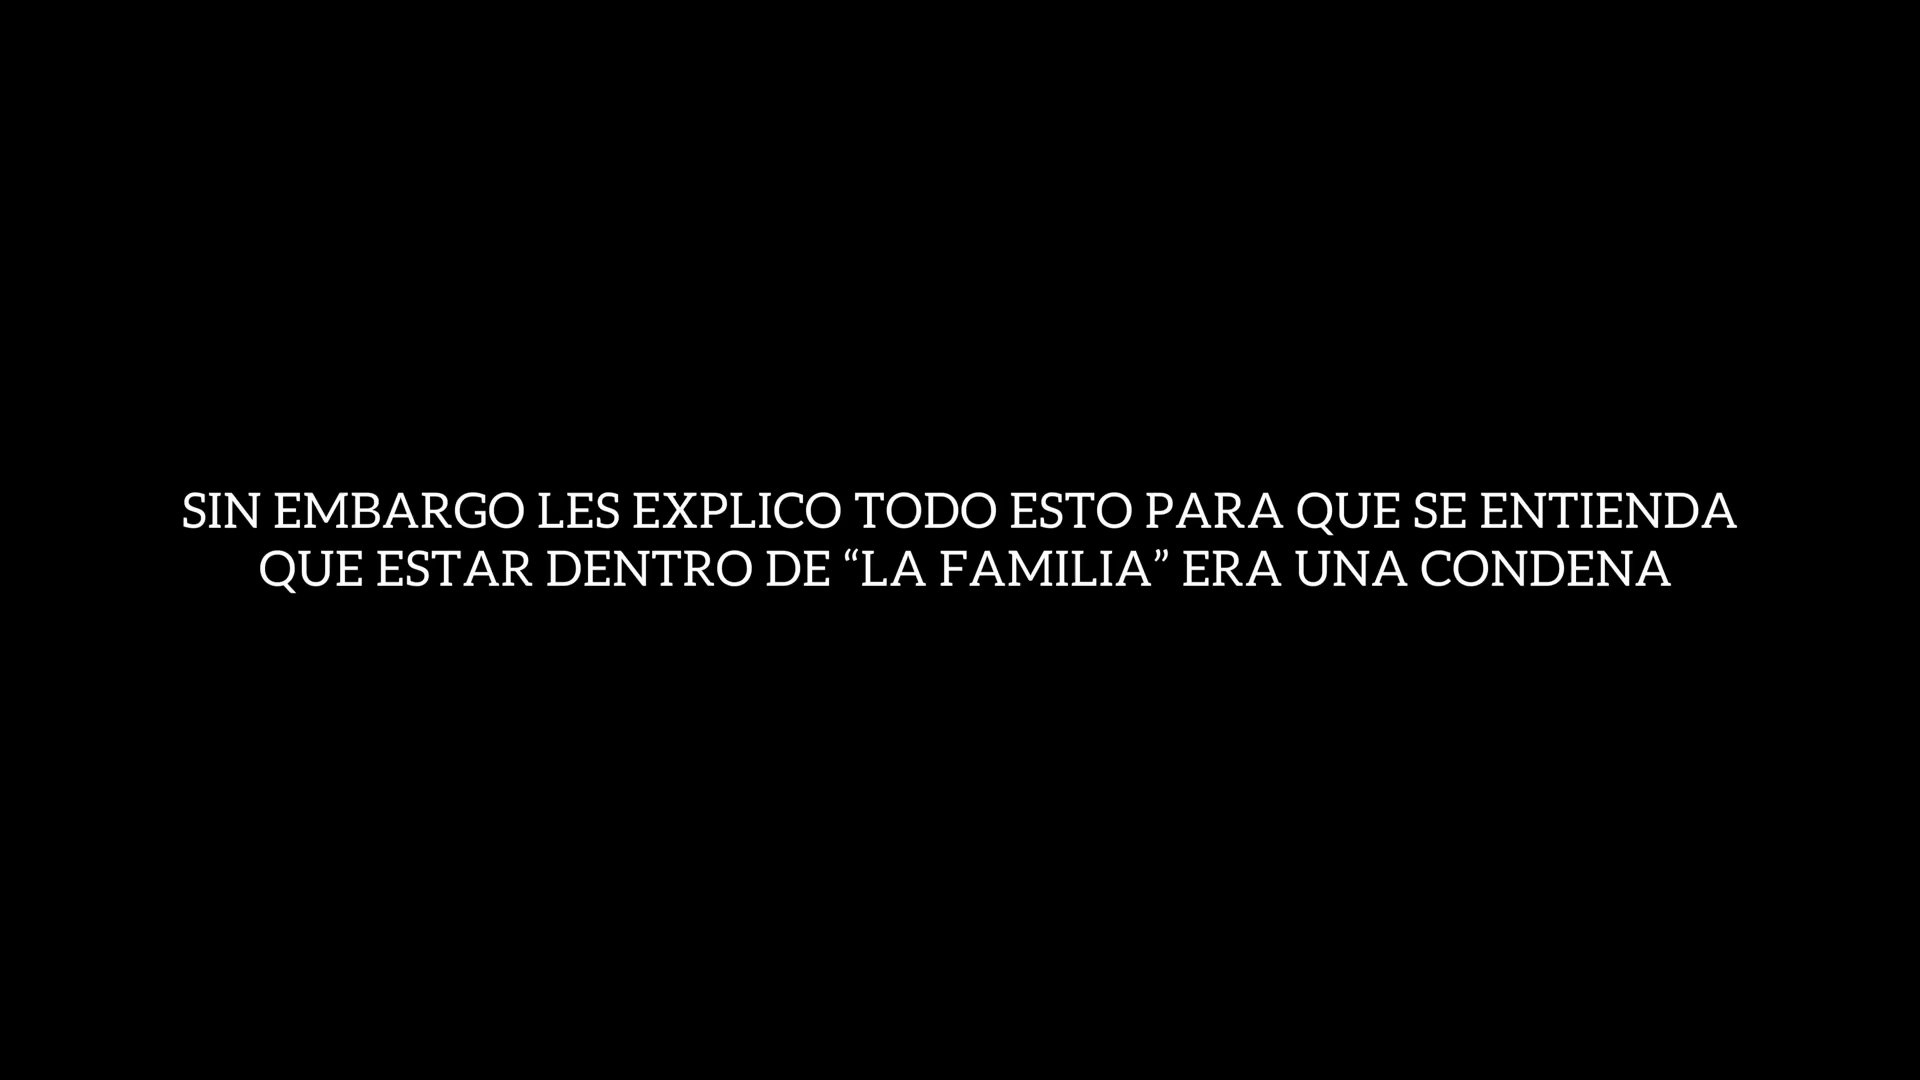 SIN EMBARGO LES EXPLICO TODO ESTO PARA QUE SE ENTIENDA
QUE ESTAR DENTRO DE “LA FAMILIA” ERA UNA CONDENA